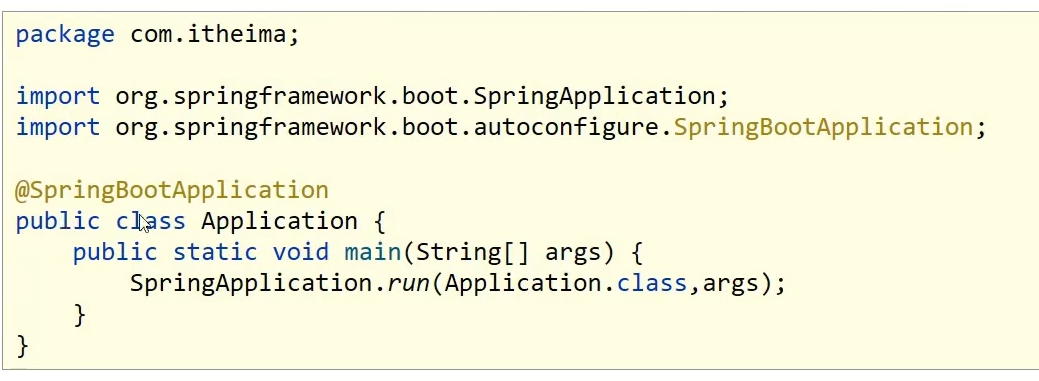 package com.itheima;
import org.springframework.boot.SpringApplication;
import org.springframework.boot.autoconfigure.SpringBootApplication;
@SpringBootApplication
public class Application {
    public static void main(String[] args) {
        SpringApplication.run(Application.class,args);
    }
}